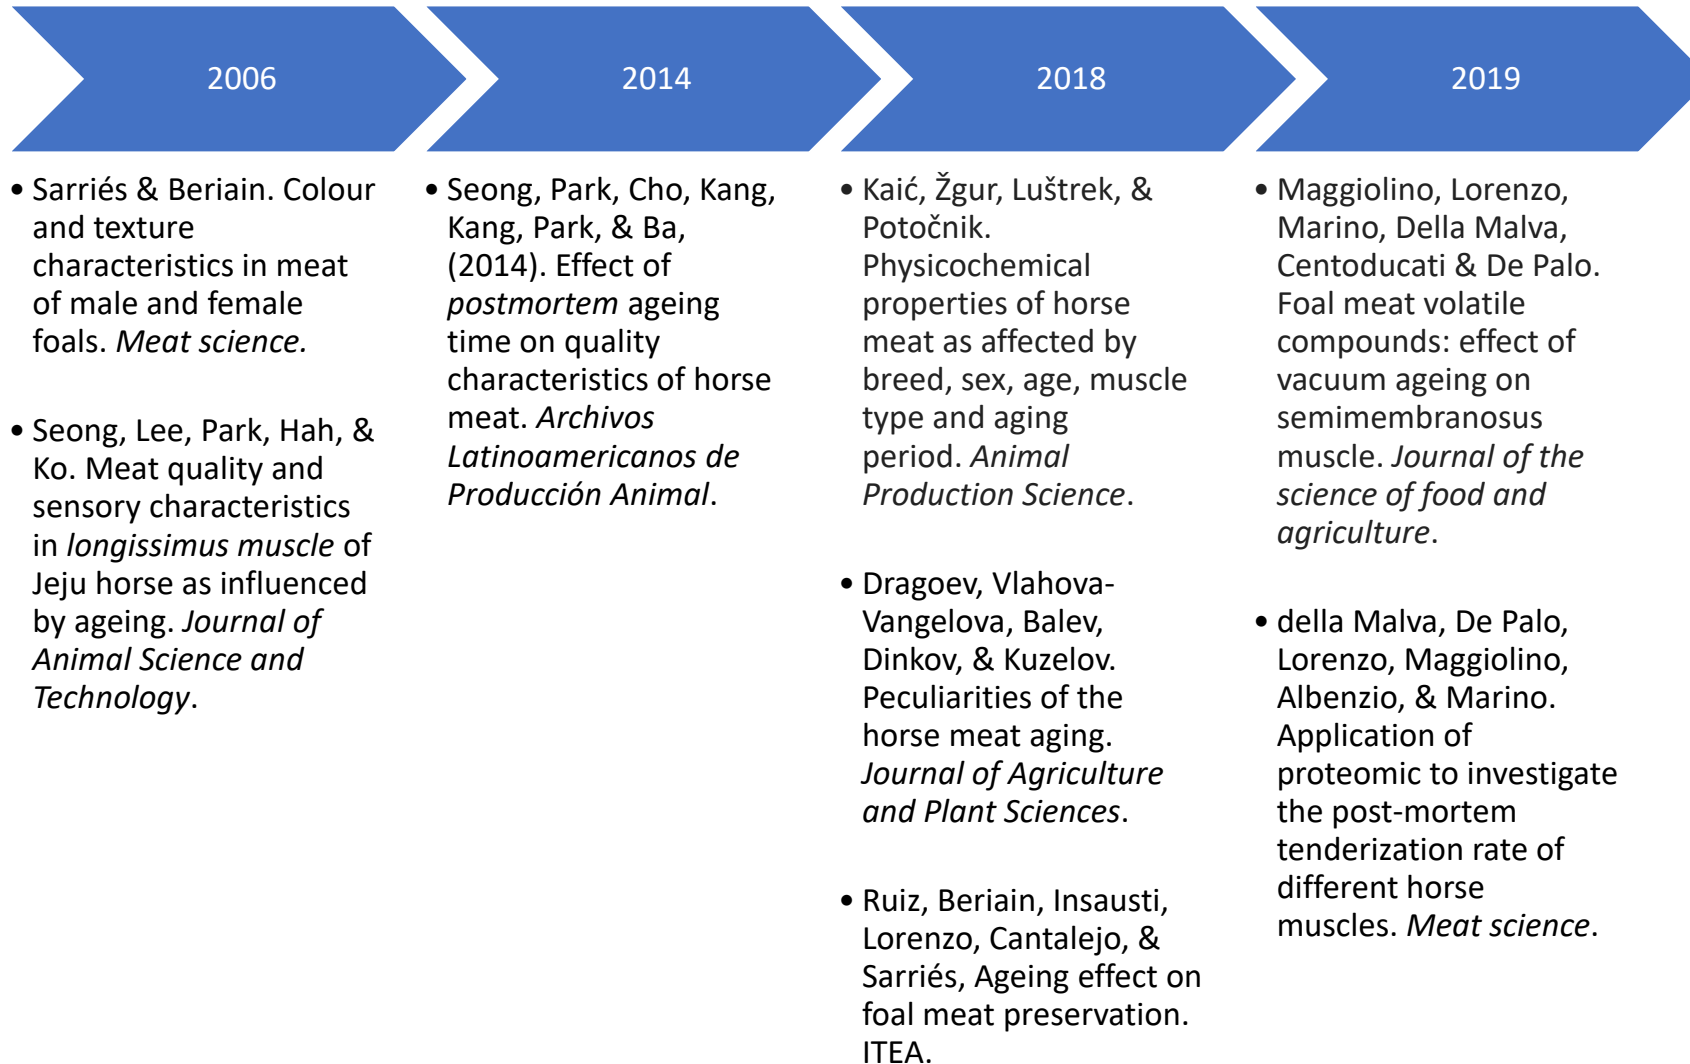 2006
• Sarriés & Beriain. Colour
and texture
characteristics in meat
of male and female
foals. Meat science.
• Seong, Lee, Park, Hah, &
Ko. Meat quality and
sensory characteristics
in longissimus muscle of
Jeju horse as influenced
by ageing. Journal of
Animal Science and
Technology.
2014
• Seong, Park, Cho, Kang,
Kang, Park, & Ba,
(2014). Effect of
postmortem ageing
time on quality
characteristics of horse
meat. Archivos
Latinoamericanos de
Producción Animal.
2018
• Kaić, Žgur, Luštrek, &
Potočnik.
Physicochemical
properties of horse
meat as affected by
breed, sex, age, muscle
type and aging
period. Animal
Production Science.
• Dragoev, Vlahova-
Vangelova, Balev,
Dinkov, & Kuzelov.
Peculiarities of the
horse meat aging.
Journal of Agriculture
and Plant Sciences.
• Ruiz, Beriain, Insausti,
Lorenzo, Cantalejo, &
Sarriés, Ageing effect on
foal meat preservation.
ITEA.
2019
• Maggiolino, Lorenzo,
Marino, Della Malva,
Centoducati & De Palo.
Foal meat volatile
compounds: effect of
vacuum ageing on
semimembranosus
muscle. Journal of the
science of food and
agriculture.
• della Malva, De Palo,
Lorenzo, Maggiolino,
Albenzio, & Marino.
Application of
proteomic to investigate
the post-mortem
tenderization rate of
different horse
muscles. Meat science.